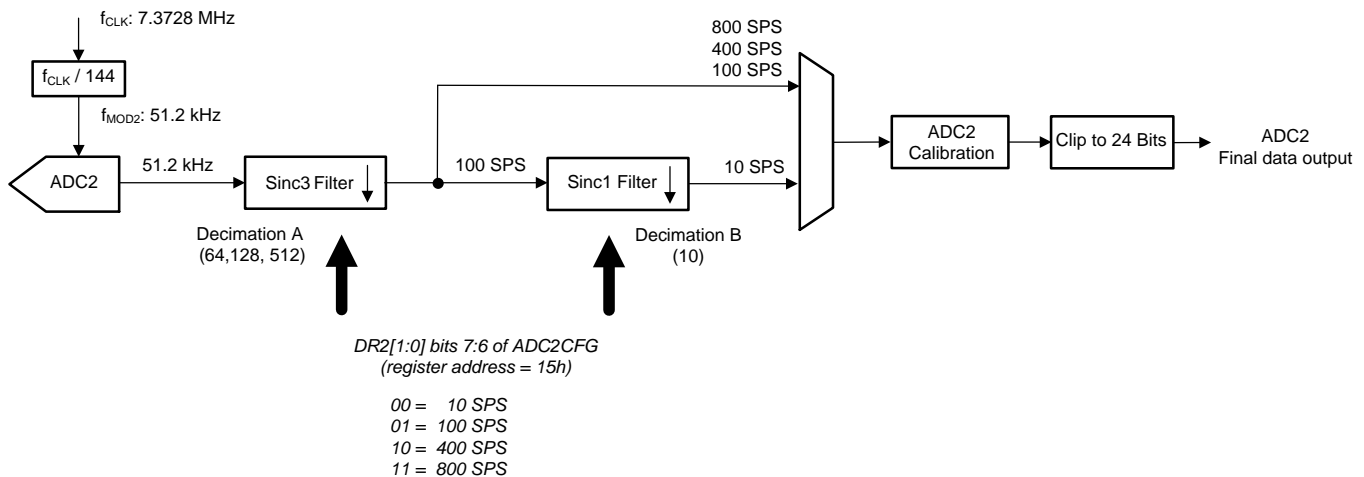 fCLK: 7.3728 MHz
fCLK / 144
fMOD2: 51.2 kHz
800 SPS
400 SPS
100 SPS
ADC2
51.2 kHz
Sinc3 Filter
100 SPS
Sinc1 Filter
10 SPS
ADC2
Calibration
Clip to 24 Bits
ADC2
Final data output
Decimation A
(64,128, 512)
Decimation B
(10)
DR2[1:0] bits 7:6 of ADC2CFG
(register address = 15h)
00 = 10 SPS
01 = 100 SPS
10 = 400 SPS
11 = 800 SPS